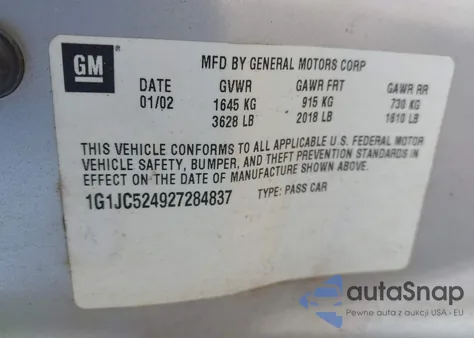 GM
MFD BY GENERAL MOTORS CORP
DATE GVWR GAWR FRT GAWR RR
01/02 1645 KG 915 KG 730 KG
3628 LB 2018 LB 1610 LB
THIS VEHICLE CONFORMS TO ALL APPLICABLE U.S. FEDERAL MOTOR
VEHICLE SAFETY, BUMPER, AND THEFT PREVENTION STANDARDS IN
EFFECT ON THE DATE OF MANUFACTURE SHOWN ABOVE.
1G1JC524927284837 TYPE: PASS CAR
autoSnap
Pewne auta z aukcji USA - EU